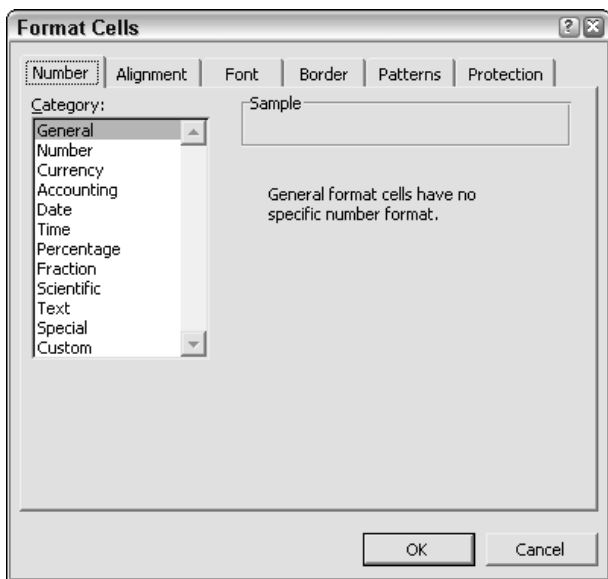 Format Cells
Number Alignment Font Border Patterns Protection
Category:
General
Number
Currency
Accounting
Date
Time
Percentage
Fraction
Scientific
Text
Special
Custom
Sample
General format cells have no
specific number format.
OK Cancel